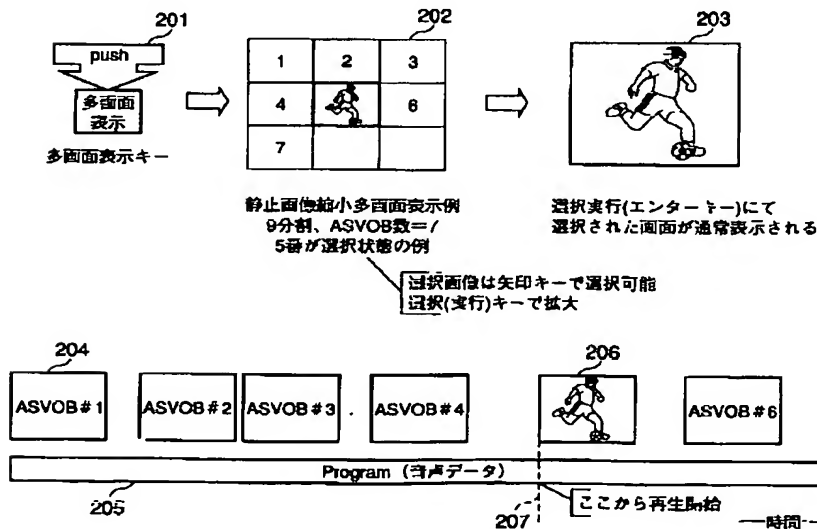 201
202
203
push
多画面
表示
多画面表示キー
1
2
3
4
6
7
静止画像縮小多画面表示例
9分割、ASVOB数=7
5番が選択状態の例
選択実行(エンターキー)にて
選択された画面が通常表示される
選択画像は矢印キーで選択可能
選択(実行)キーで拡大
204
206
ASVOB#1
ASVOB#2
ASVOB#3
ASVOB#4
ASVOB#6
Program (音声データ)
205
207
ここから再生開始
時間